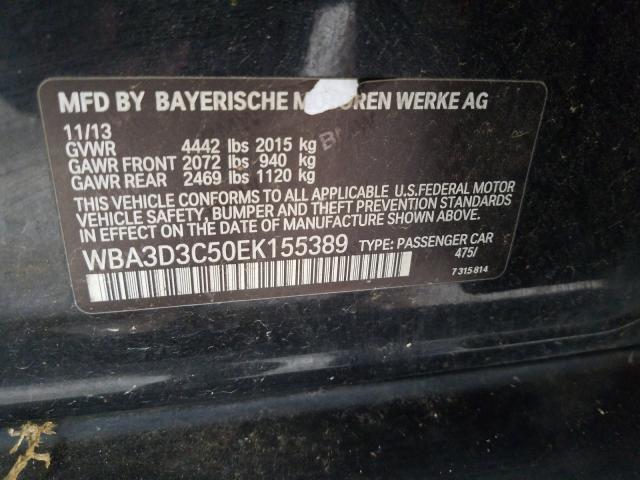 MFD BY BAYERISCHE MOTOREN WERKE AG
11/13
GVWR 4442 lbs 2015 kg
GAWR FRONT 2072 lbs 940 kg
GAWR REAR 2469 lbs 1120 kg
THIS VEHICLE CONFORMS TO ALL APPLICABLE U.S.FEDERAL MOTOR
VEHICLE SAFETY, BUMPER AND THEFT PREVENTION STANDARDS
IN EFFECT ON THE DATE OF MANUFACTURE SHOWN ABOVE.
WBA3D3C50EK155389 TYPE: PASSENGER CAR
475/
7 315 814